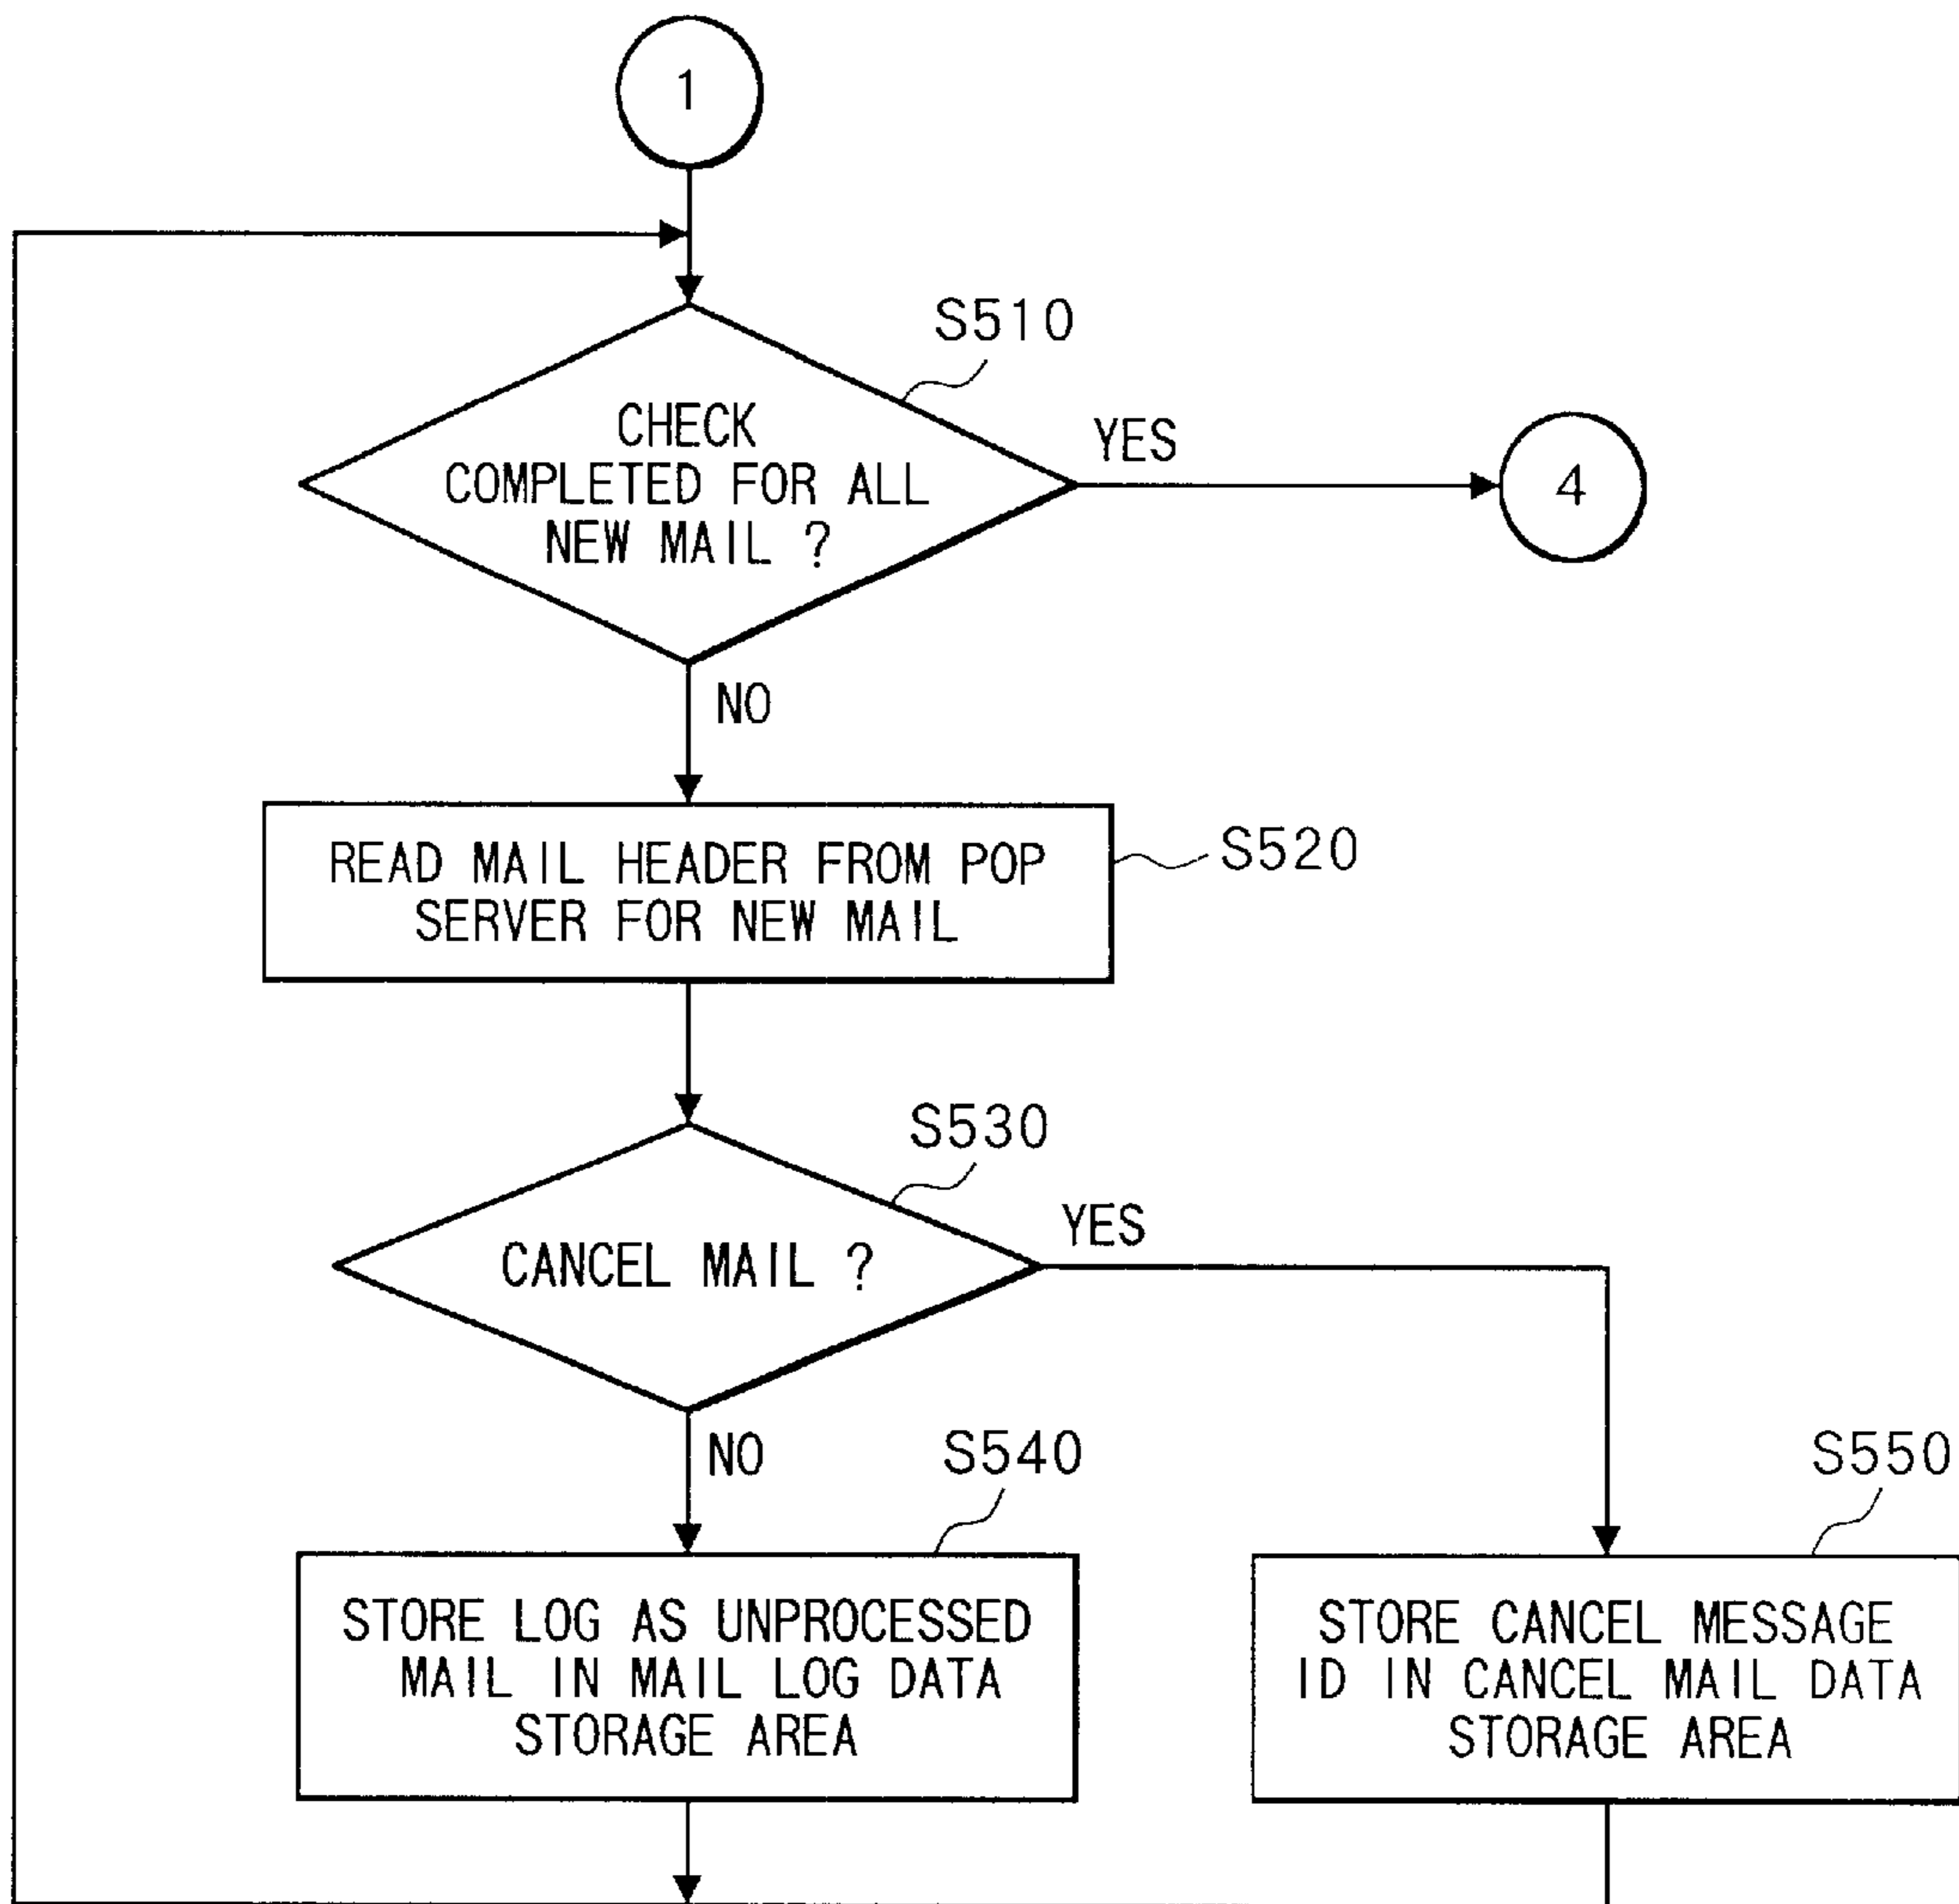 1
S510
CHECK
COMPLETED FOR ALL
NEW MAIL ?
YES
4
NO
READ MAIL HEADER FROM POP
SERVER FOR NEW MAIL
S520
S530
CANCEL MAIL ?
YES
NO
S540
STORE LOG AS UNPROCESSED
MAIL IN MAIL LOG DATA
STORAGE AREA
S550
STORE CANCEL MESSAGE
ID IN CANCEL MAIL DATA
STORAGE AREA